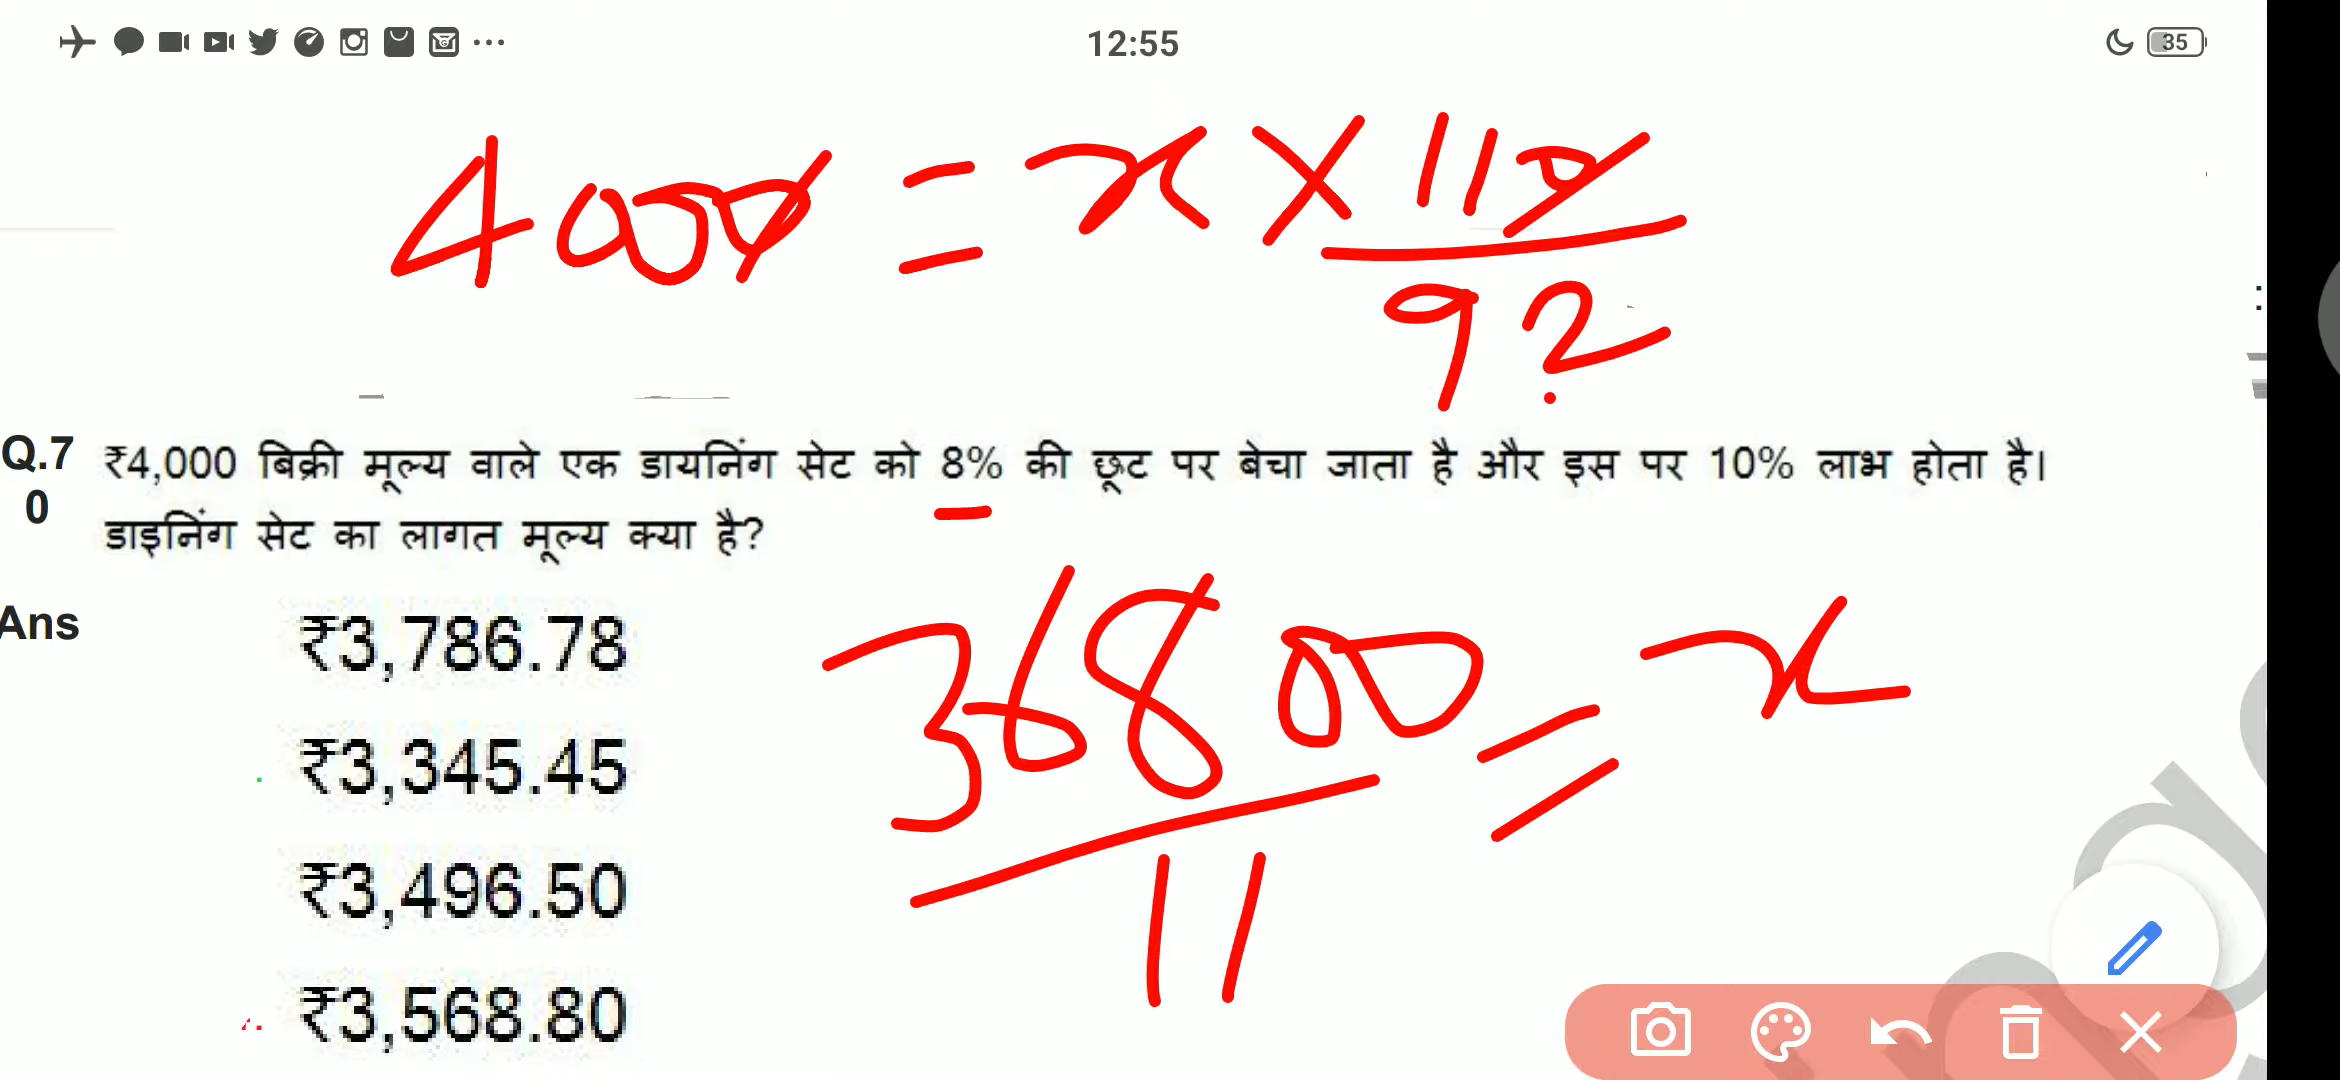 12:55
35
4000 = x × 110
92
Q.7 ₹4,000 बिक्री मूल्य वाले एक डायनिंग सेट को 8% की छूट पर बेचा जाता है और इस पर 10% लाभ होता है।
0 डाइनिंग सेट का लागत मूल्य क्या है?
Ans ₹3,786.78
₹3,345.45
₹3,496.50
₹3,568.80
36800 = x
11